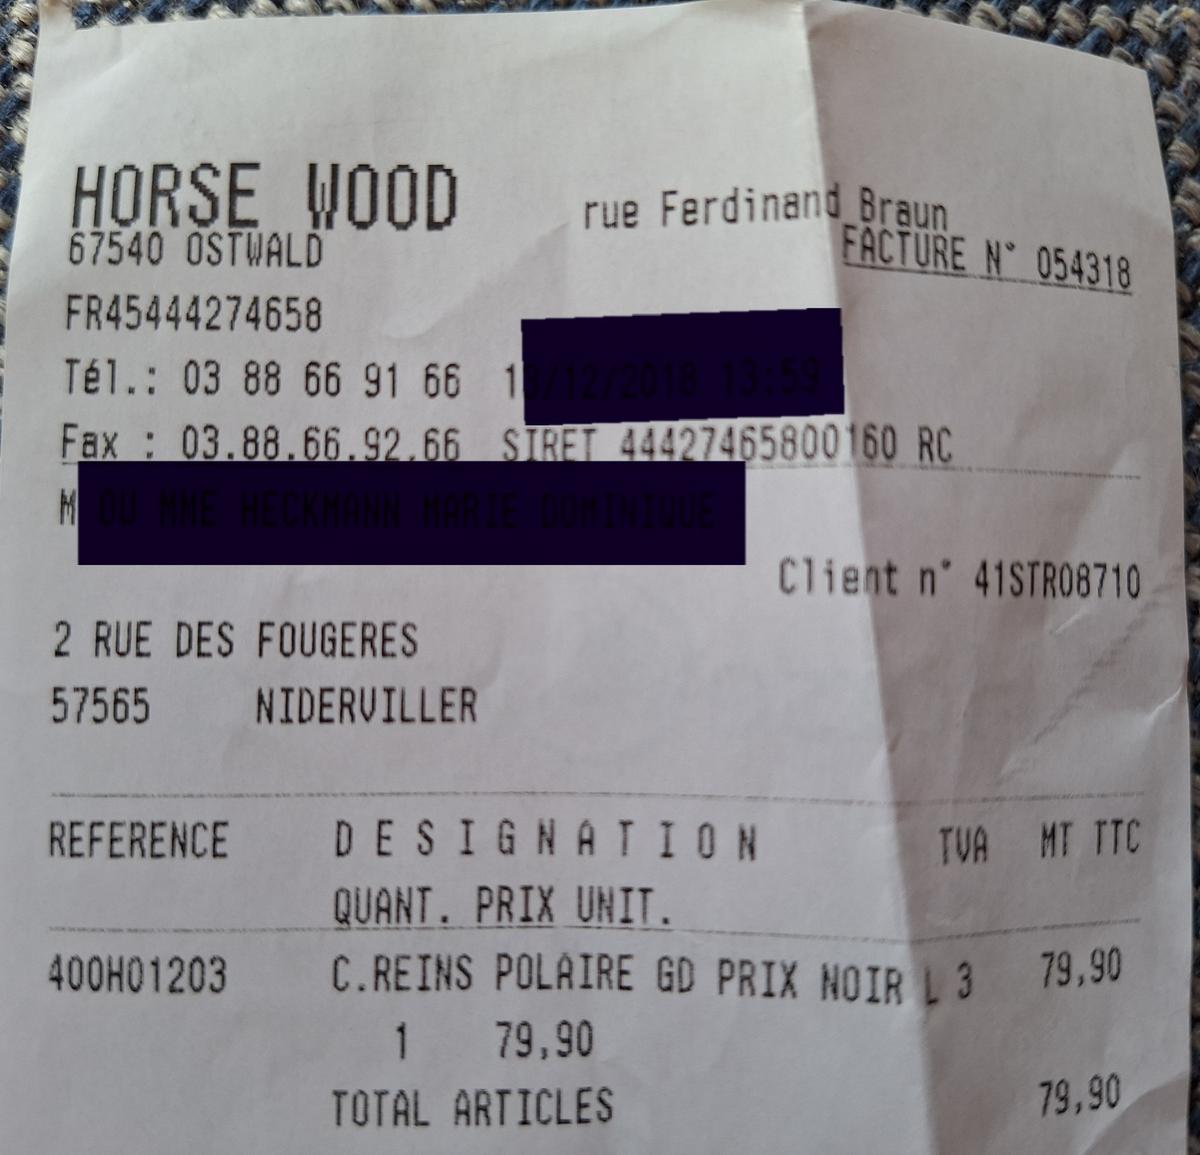 HORSE WOOD rue Ferdinand Braun
67540 OSTWALD FACTURE N° 054318
FR45444274658
Tél.: 03 88 66 91 66
Fax : 03.88.66.92.66 SIRET 44427465800160 RC
M
Client n° 41STR08710
2 RUE DES FOUGERES
57565 NIDERVILLER
REFERENCE D E S I G N A T I O N TVA MT TTC
QUANT. PRIX UNIT.
400H01203 C.REINS POLAIRE GD PRIX NOIR L 3 79,90
1 79,90
TOTAL ARTICLES 79,90